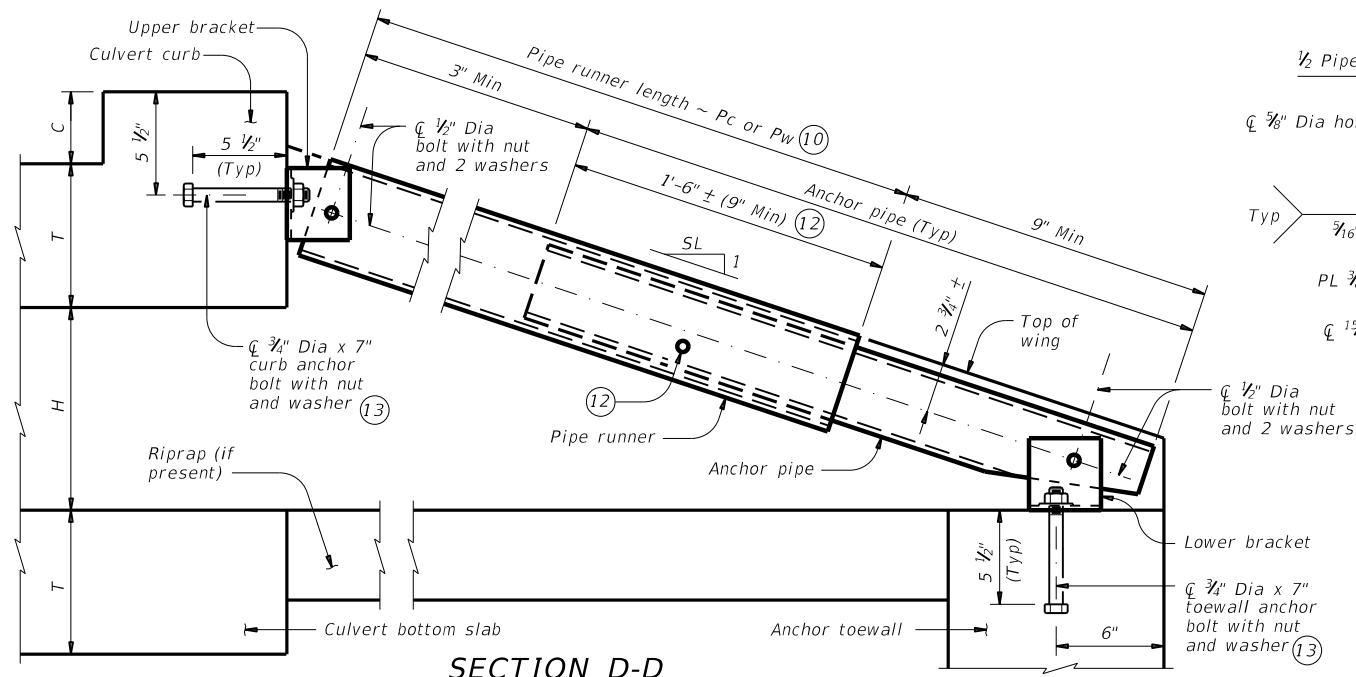 Upper bracket
Culvert curb
C
5 ½"
5 ½"
(Typ)
T
H
T
Pipe runner length ~ Pc or Pw 10
3" Min
℄ ½" Dia
bolt with nut
and 2 washers
1'-6" ± (9" Min) 12
Anchor pipe (Typ)
9" Min
SL
1
2 ¾" ±
Top of
wing
½ Pipe
℄ ⅝" Dia ho
Typ
5/16"
PL
℄
℄ ¾" Dia x 7"
curb anchor
bolt with nut
and washer 13
12
Pipe runner
Anchor pipe
℄ ½" Dia
bolt with nut
and 2 washers
Riprap (if
present)
5 ½"
(Typ)
Lower bracket
℄ ¾" Dia x 7"
toewall anchor
bolt with nut
and washer 13
6"
Culvert bottom slab
Anchor toewall
SECTION D-D